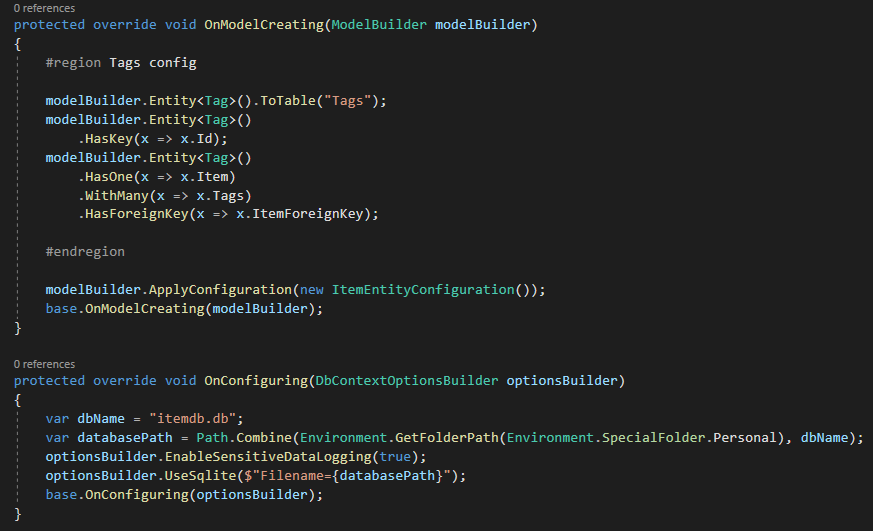 0 references
protected override void OnModelCreating(ModelBuilder modelBuilder)
{
#region Tags config
modelBuilder.Entity<Tag>().ToTable("Tags");
modelBuilder.Entity<Tag>()
.HasKey(x => x.Id);
modelBuilder.Entity<Tag>()
.HasOne(x => x.Item)
.WithMany(x => x.Tags)
.HasForeignKey(x => x.ItemForeignKey);
#endregion
modelBuilder.ApplyConfiguration(new ItemEntityConfiguration());
base.OnModelCreating(modelBuilder);
}
0 references
protected override void OnConfiguring(DbContextOptionsBuilder optionsBuilder)
{
var dbName = "itemdb.db";
var databasePath = Path.Combine(Environment.GetFolderPath(Environment.SpecialFolder.Personal), dbName);
optionsBuilder.EnableSensitiveDataLogging(true);
optionsBuilder.UseSqlite($"Filename={databasePath}");
base.OnConfiguring(optionsBuilder);
}